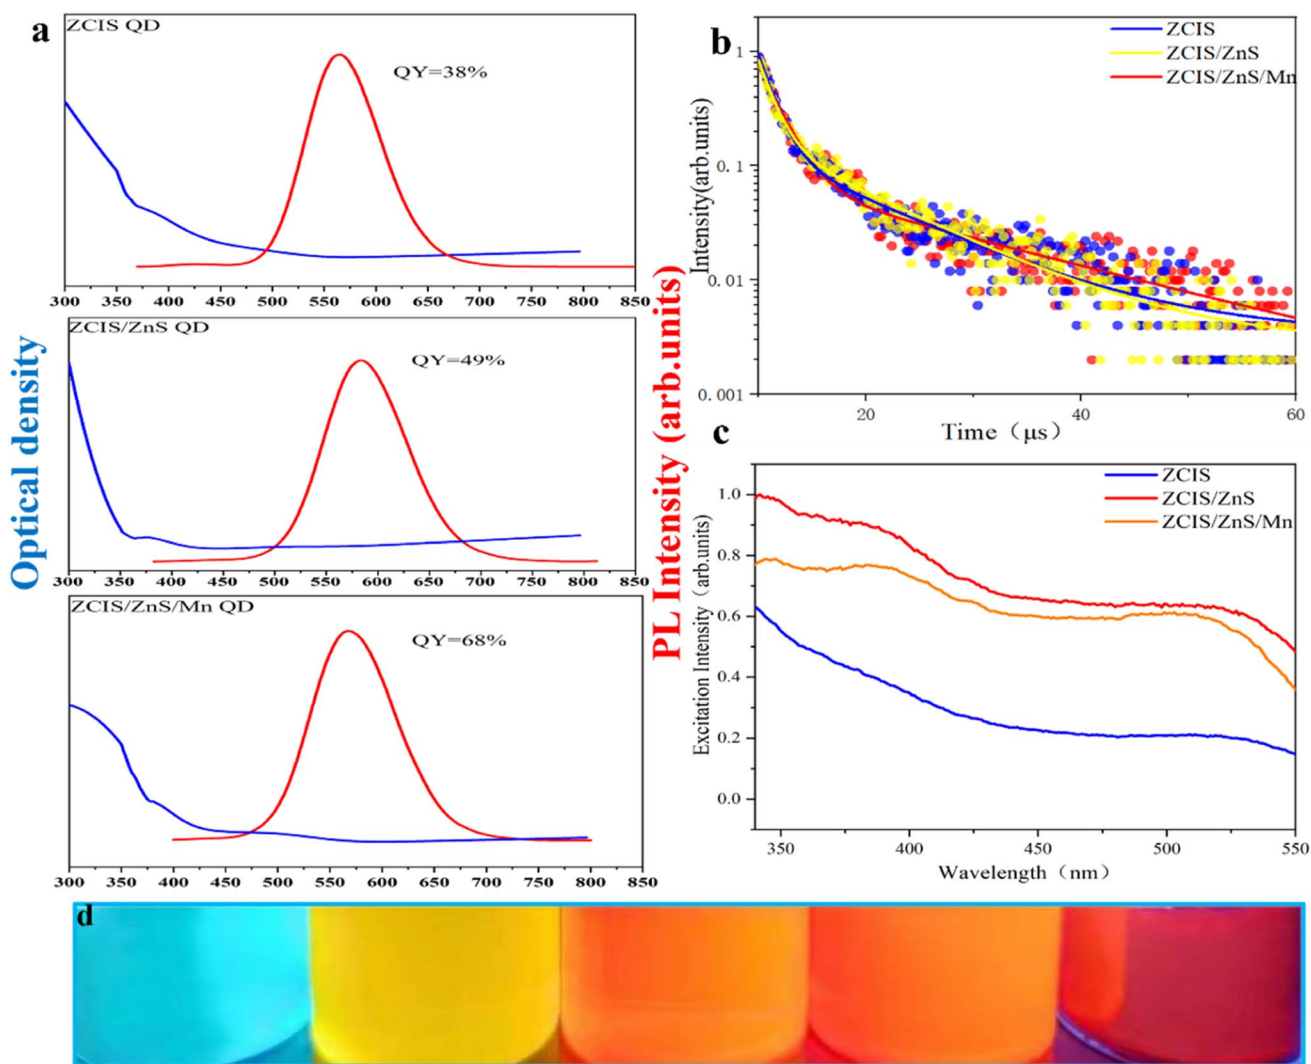 a
ZCIS QD
QY=38%
300 350 400 450 500 550 600 650 700 750 800 850
ZCIS/ZnS QD
QY=49%
300 350 400 450 500 550 600 650 700 750 800 850
ZCIS/ZnS/Mn QD
QY=68%
300 350 400 450 500 550 600 650 700 750 800 850
Optical density
PL Intensity (arb.units)
b
ZCIS
ZCIS/ZnS
ZCIS/ZnS/Mn
1
0.1
0.01
0.001
Intensity(arb.units)
20 40 60
Time（μs）
c
ZCIS
ZCIS/ZnS
ZCIS/ZnS/Mn
1.0
0.8
0.6
0.4
0.2
0.0
Excitation Intensity（arb.units)
350 400 450 500 550
Wavelength（nm）
d